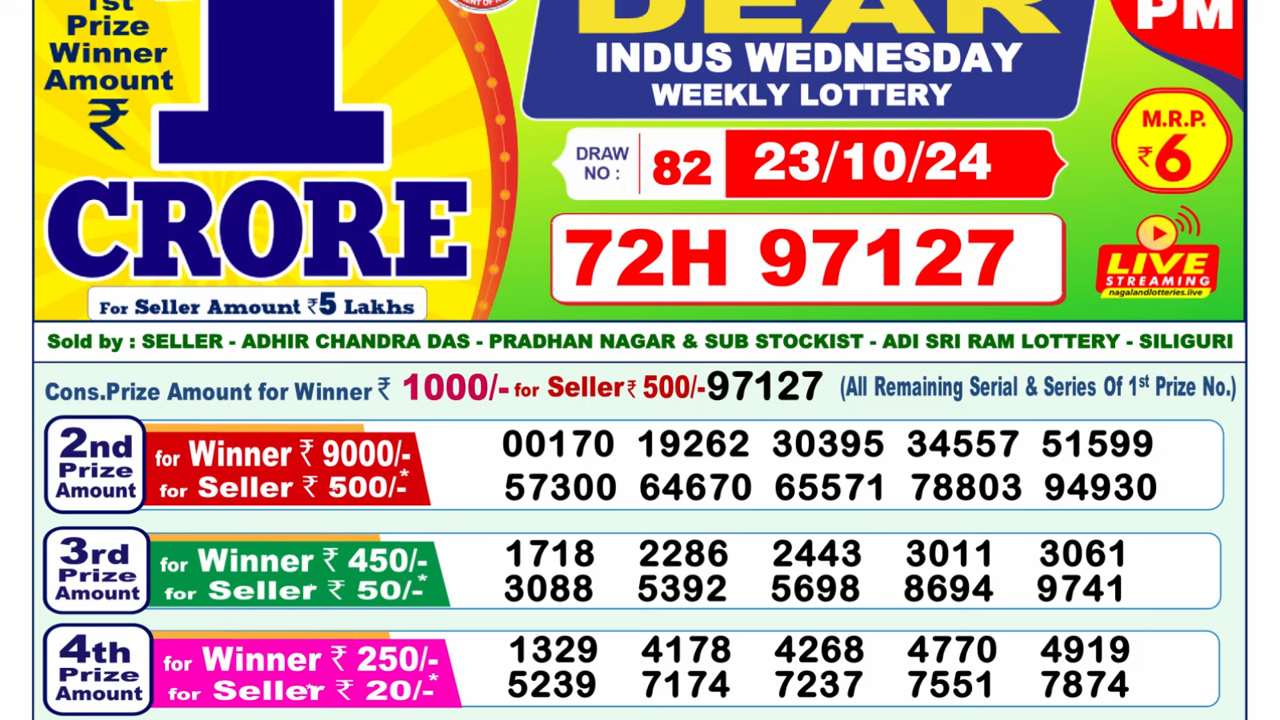 1st
Prize
Winner
Amount
₹
1
CRORE
For Seller Amount ₹5 Lakhs
DEAR
INDUS WEDNESDAY
WEEKLY LOTTERY
PM
DRAW NO : 82 23/10/24
M.R.P.
₹6
72H 97127
LIVE
STREAMING
nagalandlotteries.live
Sold by : SELLER - ADHIR CHANDRA DAS - PRADHAN NAGAR & SUB STOCKIST - ADI SRI RAM LOTTERY - SILIGURI
Cons.Prize Amount for Winner ₹ 1000/- for Seller ₹ 500/- 97127 (All Remaining Serial & Series Of 1st Prize No.)
2nd
Prize
Amount
for Winner ₹ 9000/-
for Seller ₹ 500/-*
00170 19262 30395 34557 51599
57300 64670 65571 78803 94930
3rd
Prize
Amount
for Winner ₹ 450/-
for Seller ₹ 50/-*
1718 2286 2443 3011 3061
3088 5392 5698 8694 9741
4th
Prize
Amount
for Winner ₹ 250/-
for Seller ₹ 20/-*
1329 4178 4268 4770 4919
5239 7174 7237 7551 7874